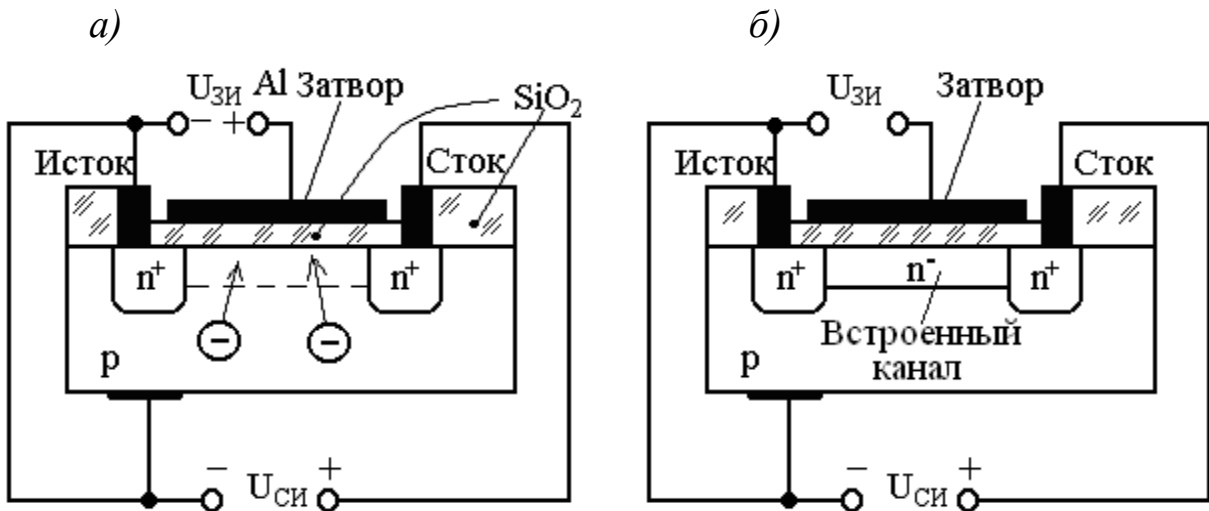 а)
б)
UЗИ
Al Затвор
SiO2
UЗИ
Затвор
− +
Исток
Сток
Исток
Сток
n+
n+
n+
n-
n+
− −
Встроенный
канал
p
p
− +
UСИ
− +
UСИ